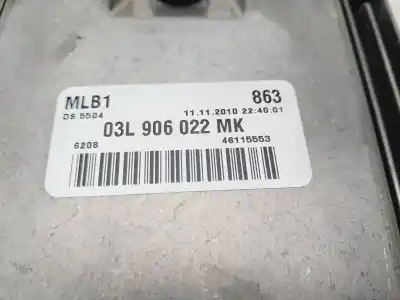 MLB1 863
DS 5504 11.11.2010 22:40:01
03L 906 022 MK
6208 46115553